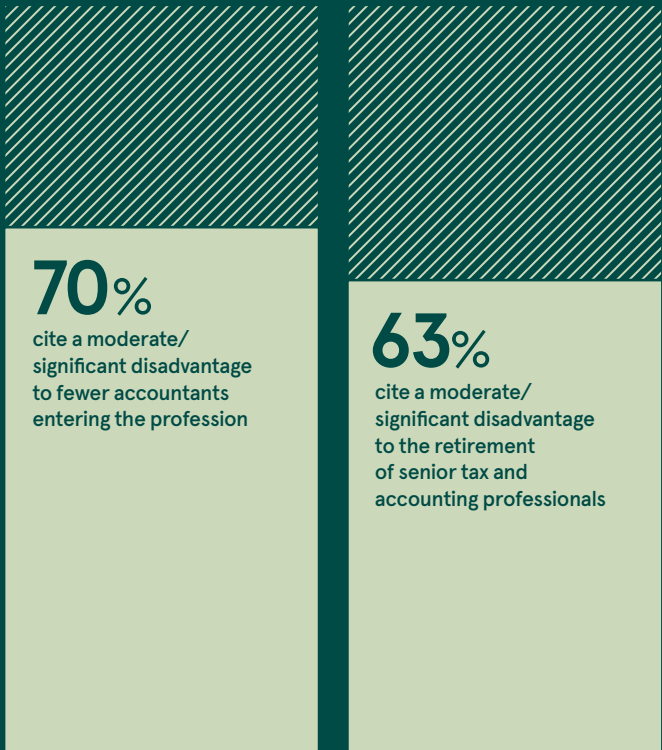 70%
cite a moderate/
significant disadvantage
to fewer accountants
entering the profession
63%
cite a moderate/
significant disadvantage
to the retirement
of senior tax and
accounting professionals